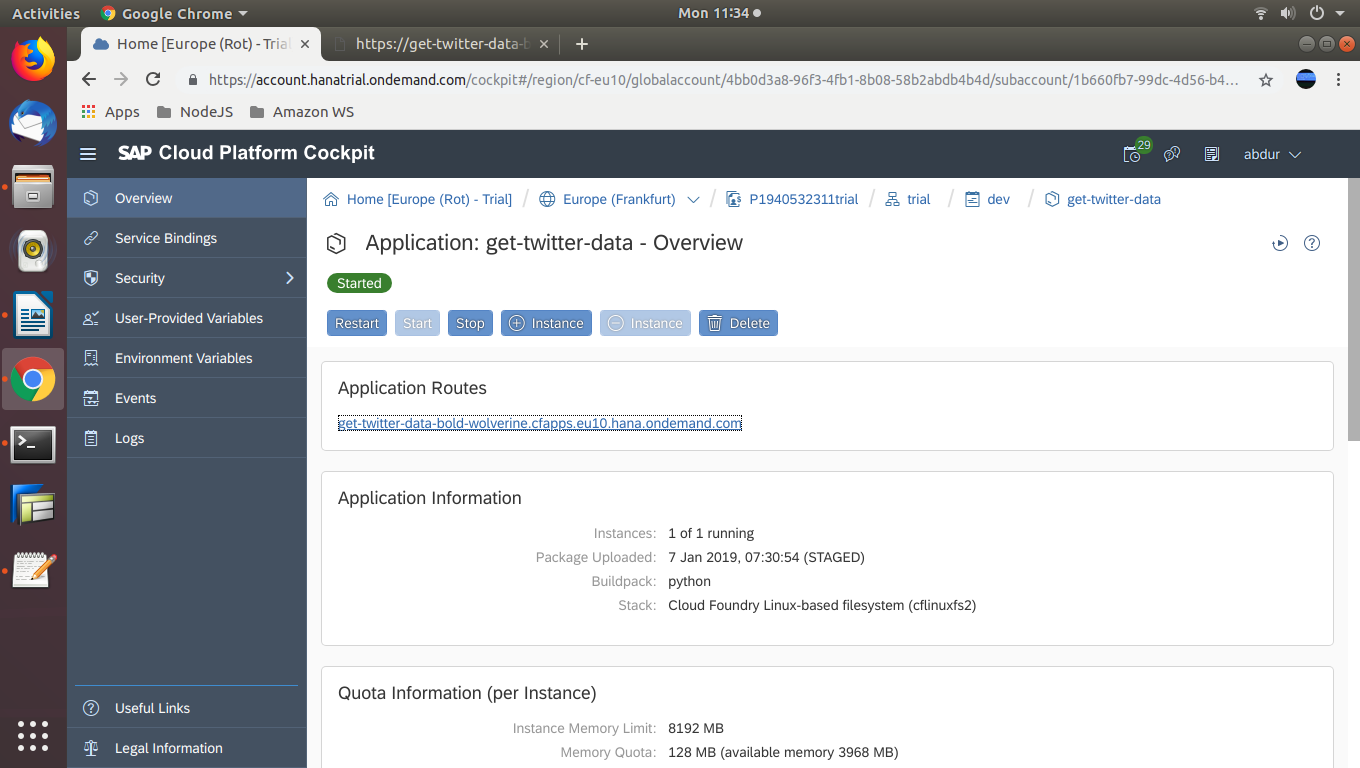 Activities Google Chrome Mon 11:34
Home [Europe (Rot) - Trial https://get-twitter-data-b
https://account.hanatrial.ondemand.com/cockpit#/region/cf-eu10/globalaccount/4bb0d3a8-96f3-4fb1-8b08-58b2abdb4b4d/subaccount/1b660fb7-99dc-4d56-b4...
Apps NodeJS Amazon WS
SAP Cloud Platform Cockpit 29 abdur
Overview
Service Bindings
Security
User-Provided Variables
Environment Variables
Events
Logs
Useful Links
Legal Information
Home [Europe (Rot) - Trial] / Europe (Frankfurt) / P1940532311trial / trial / dev / get-twitter-data
Application: get-twitter-data - Overview
Started
Restart Start Stop Instance Instance Delete
Application Routes
get-twitter-data-bold-wolverine.cfapps.eu10.hana.ondemand.com
Application Information
Instances: 1 of 1 running
Package Uploaded: 7 Jan 2019, 07:30:54 (STAGED)
Buildpack: python
Stack: Cloud Foundry Linux-based filesystem (cflinuxfs2)
Quota Information (per Instance)
Instance Memory Limit: 8192 MB
Memory Quota: 128 MB (available memory 3968 MB)